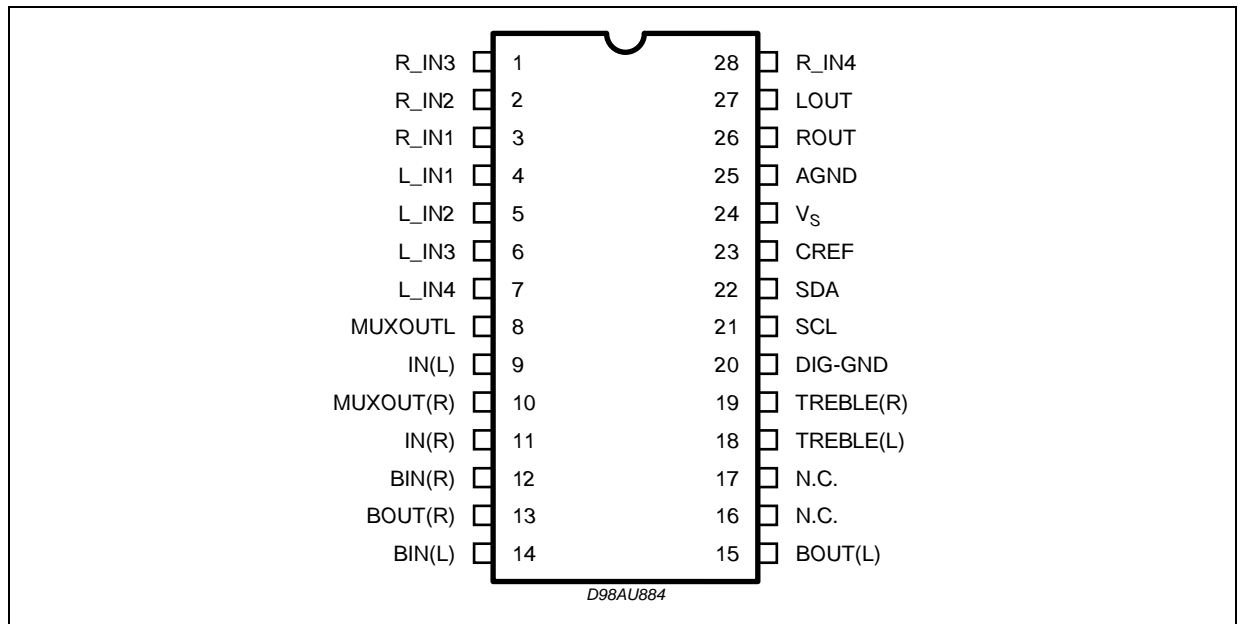 R_IN3 1 28 R_IN4
R_IN2 2 27 LOUT
R_IN1 3 26 ROUT
L_IN1 4 25 AGND
L_IN2 5 24 VS
L_IN3 6 23 CREF
L_IN4 7 22 SDA
MUXOUTL 8 21 SCL
IN(L) 9 20 DIG-GND
MUXOUT(R) 10 19 TREBLE(R)
IN(R) 11 18 TREBLE(L)
BIN(R) 12 17 N.C.
BOUT(R) 13 16 N.C.
BIN(L) 14 15 BOUT(L)
D98AU884